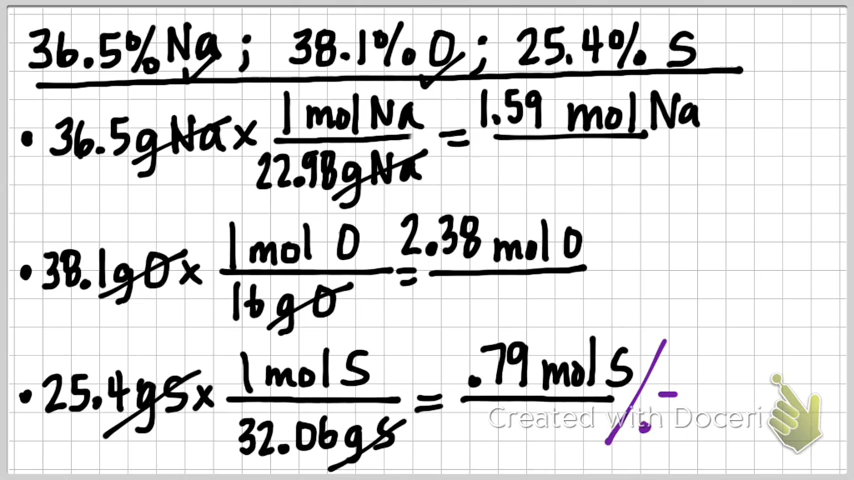 36.5% Na ; 38.1% O ; 25.4% S
• 36.5g Na x 1 mol Na = 1.59 mol Na
22.98g Na
• 38.1g O x 1 mol O = 2.38 mol O
16 g O
• 25.4g S x 1 mol S = .79 mol S /.
32.06g S
Created with Doceri